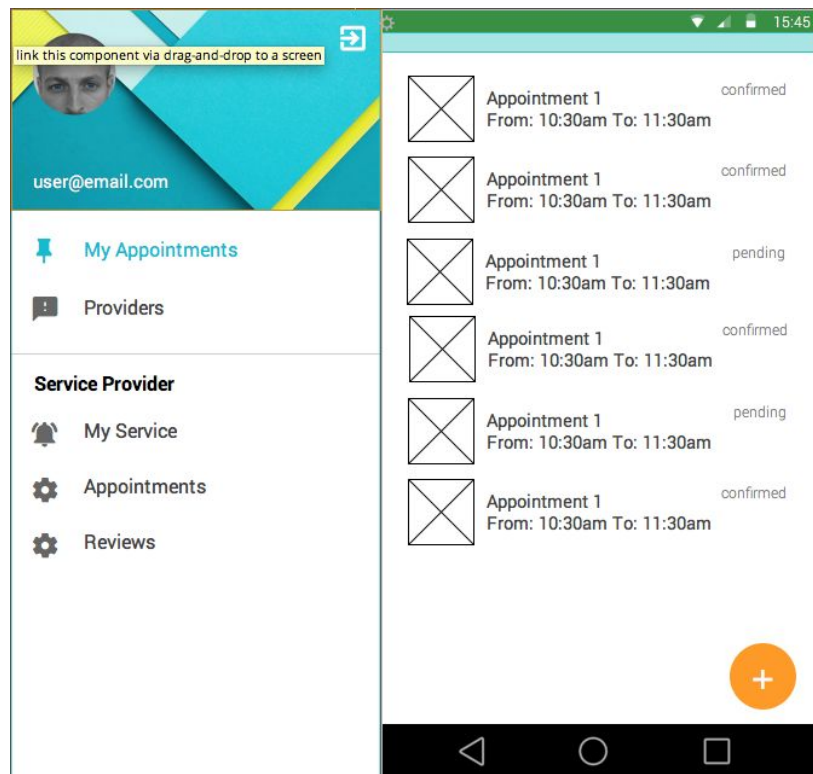 link this component via drag-and-drop to a screen
user@email.com
My Appointments
Providers
Service Provider
My Service
Appointments
Reviews
15:45
Appointment 1
From: 10:30am To: 11:30am
confirmed
Appointment 1
From: 10:30am To: 11:30am
confirmed
Appointment 1
From: 10:30am To: 11:30am
pending
Appointment 1
From: 10:30am To: 11:30am
confirmed
Appointment 1
From: 10:30am To: 11:30am
pending
Appointment 1
From: 10:30am To: 11:30am
confirmed
+